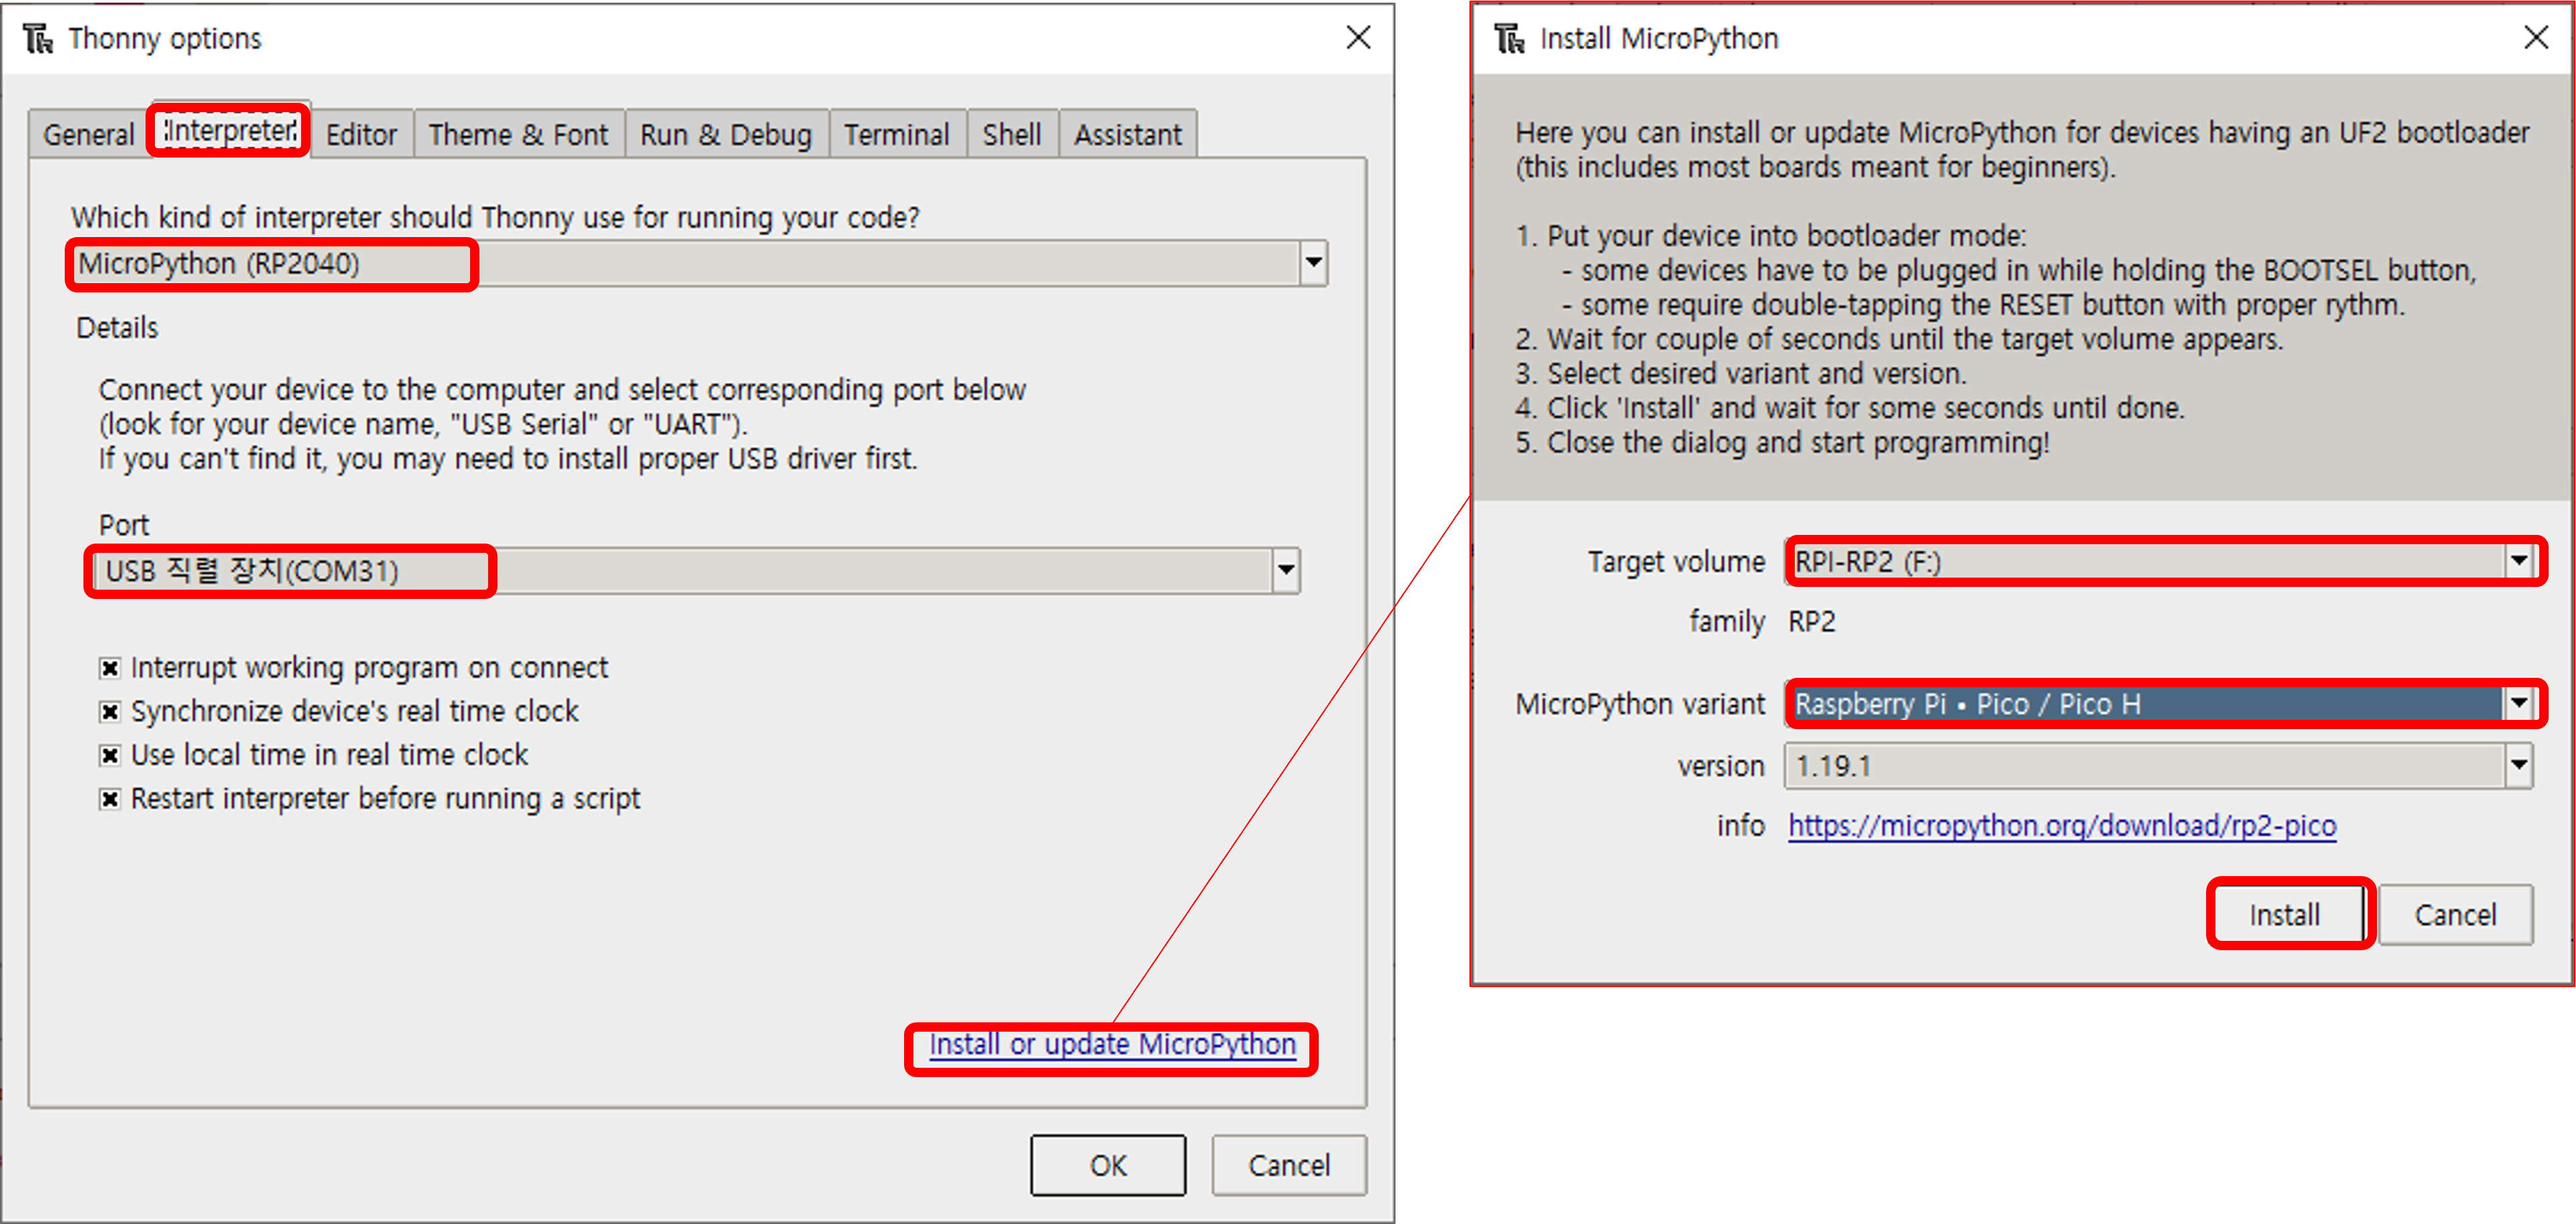 Thonny options
General
Interpreter
Editor
Theme & Font
Run & Debug
Terminal
Shell
Assistant
Which kind of interpreter should Thonny use for running your code?
MicroPython (RP2040)
Details
Connect your device to the computer and select corresponding port below
(look for your device name, "USB Serial" or "UART").
If you can't find it, you may need to install proper USB driver first.
Port
USB 직렬 장치(COM31)
Interrupt working program on connect
Synchronize device's real time clock
Use local time in real time clock
Restart interpreter before running a script
Install or update MicroPython
OK
Cancel
Install MicroPython
Here you can install or update MicroPython for devices having an UF2 bootloader
(this includes most boards meant for beginners).
1. Put your device into bootloader mode:
- some devices have to be plugged in while holding the BOOTSEL button,
- some require double-tapping the RESET button with proper rythm.
2. Wait for couple of seconds until the target volume appears.
3. Select desired variant and version.
4. Click 'Install' and wait for some seconds until done.
5. Close the dialog and start programming!
Target volume RPI-RP2 (F:)
family RP2
MicroPython variant Raspberry Pi • Pico / Pico H
version 1.19.1
info https://micropython.org/download/rp2-pico
Install
Cancel